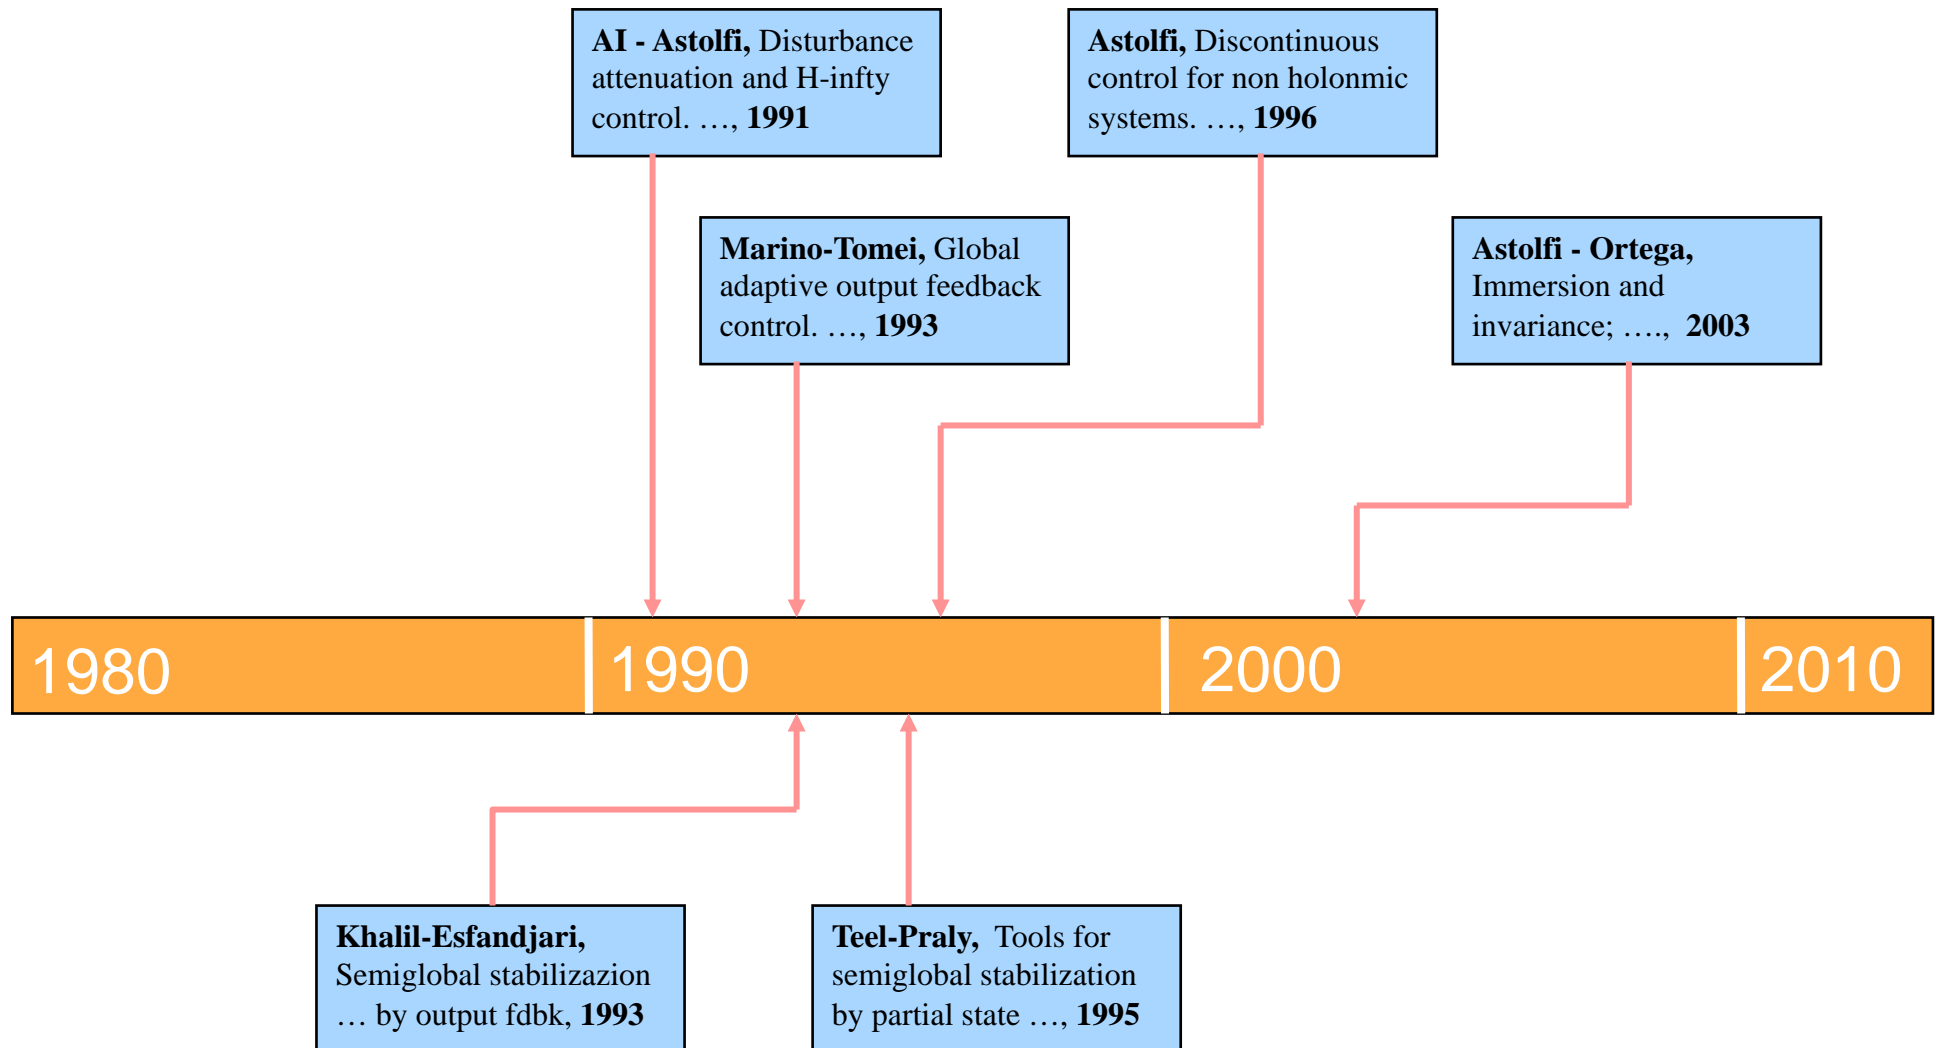 AI - Astolfi, Disturbance
attenuation and H-infty
control. …, 1991
Astolfi, Discontinuous
control for non holonmic
systems. …, 1996
Marino-Tomei, Global
adaptive output feedback
control. …, 1993
Astolfi - Ortega,
Immersion and
invariance; …., 2003
1980
1990
2000
2010
Khalil-Esfandjari,
Semiglobal stabilizazion
… by output fdbk, 1993
Teel-Praly, Tools for
semiglobal stabilization
by partial state …, 1995